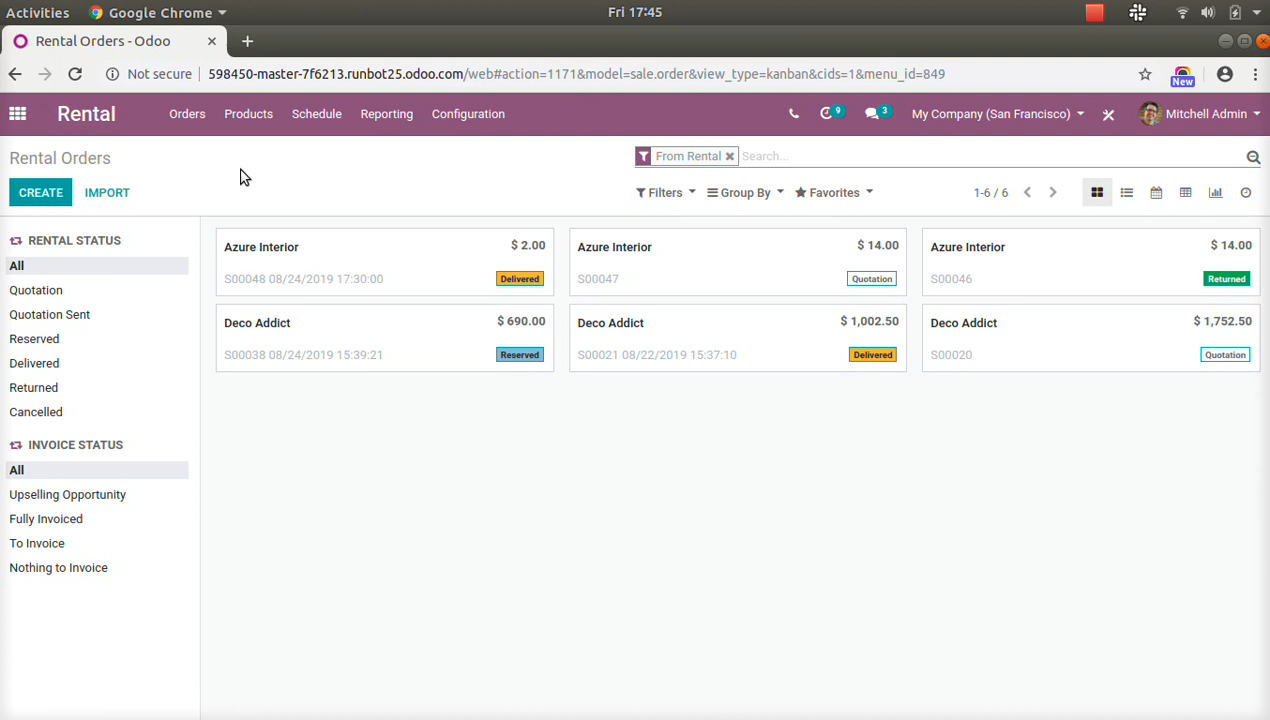 Activities Google Chrome Fri 17:45
Rental Orders - Odoo
Not secure 598450-master-7f6213.runbot25.odoo.com/web#action=1171&model=sale.order&view_type=kanban&cids=1&menu_id=849 New
Rental Orders Products Schedule Reporting Configuration 9 3 My Company (San Francisco) Mitchell Admin
Rental Orders From Rental Search...
CREATE IMPORT Filters Group By Favorites 1-6 / 6
RENTAL STATUS
All
Quotation
Quotation Sent
Reserved
Delivered
Returned
Cancelled
INVOICE STATUS
All
Upselling Opportunity
Fully Invoiced
To Invoice
Nothing to Invoice
Azure Interior $ 2.00
S00048 08/24/2019 17:30:00 Delivered
Azure Interior $ 14.00
S00047 Quotation
Azure Interior $ 14.00
S00046 Returned
Deco Addict $ 690.00
S00038 08/24/2019 15:39:21 Reserved
Deco Addict $ 1,002.50
S00021 08/22/2019 15:37:10 Delivered
Deco Addict $ 1,752.50
S00020 Quotation